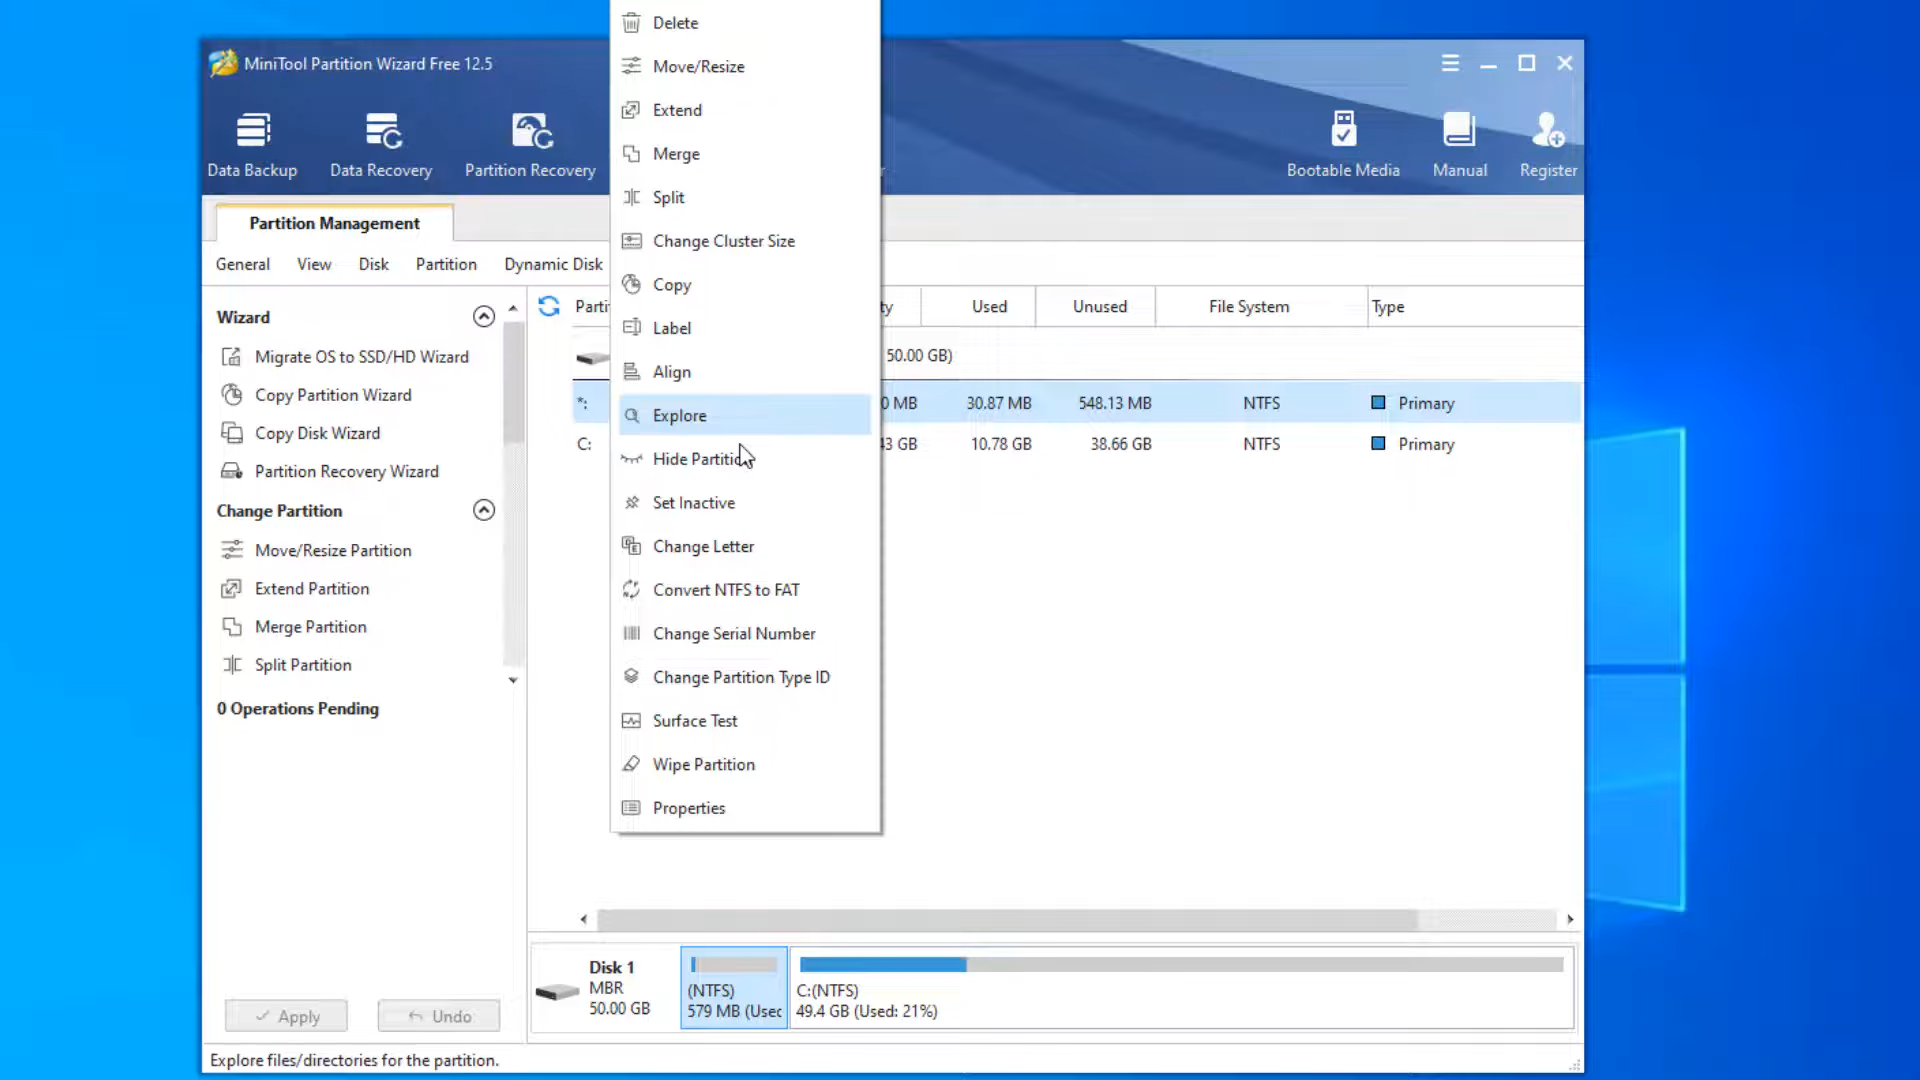 MiniTool Partition Wizard Free 12.5
Data Backup
Data Recovery
Partition Recovery
Bootable Media
Manual
Register
Partition Management
General
View
Disk
Partition
Dynamic Disk
Wizard
Migrate OS to SSD/HD Wizard
Copy Partition Wizard
Copy Disk Wizard
Partition Recovery Wizard
Change Partition
Move/Resize Partition
Extend Partition
Merge Partition
Split Partition
0 Operations Pending
Apply
Undo
Delete
Move/Resize
Extend
Merge
Split
Change Cluster Size
Copy
Label
Align
Explore
Hide Partition
Set Inactive
Change Letter
Convert NTFS to FAT
Change Serial Number
Change Partition Type ID
Surface Test
Wipe Partition
Properties
Used Unused File System Type
50.00 GB)
*: 0 MB 30.87 MB 548.13 MB NTFS Primary
C: GB 10.78 GB 38.66 GB NTFS Primary
Disk 1
MBR
50.00 GB
(NTFS)
579 MB (Used
C:(NTFS)
49.4 GB (Used: 21%)
Explore files/directories for the partition.